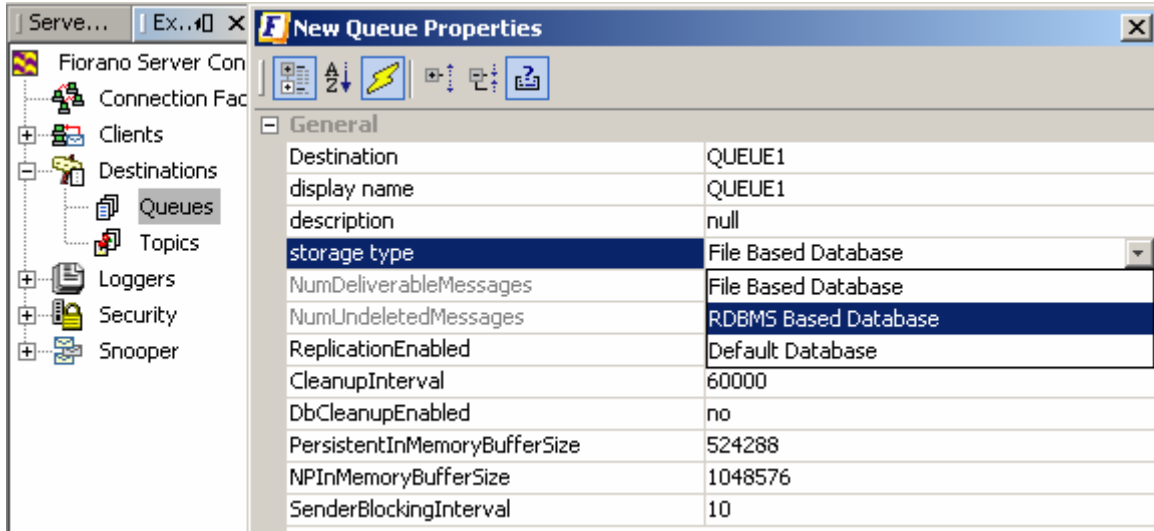 Serve...
Ex...
New Queue Properties
Fiorano Server Con
Connection Fac
Clients
Destinations
Queues
Topics
Loggers
Security
Snooper
General
Destination QUEUE1
display name QUEUE1
description null
storage type File Based Database
NumDeliverableMessages File Based Database
NumUndeletedMessages RDBMS Based Database
ReplicationEnabled Default Database
CleanupInterval 60000
DbCleanupEnabled no
PersistentInMemoryBufferSize 524288
NPInMemoryBufferSize 1048576
SenderBlockingInterval 10